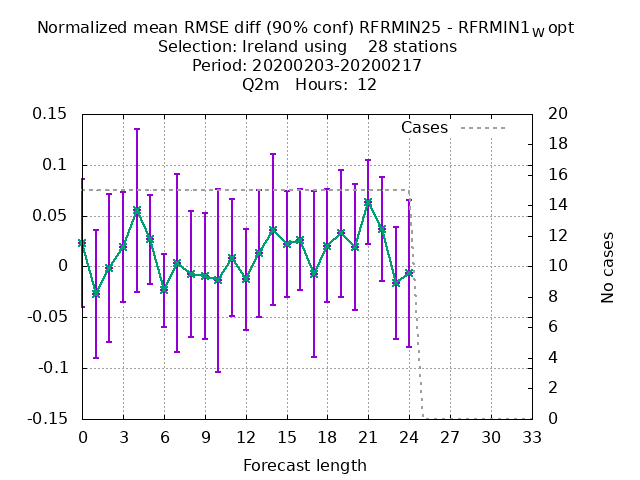 Normalized mean RMSE diff (90% conf) RFRMIN25 - RFRMIN1wopt
Selection: Ireland using 28 stations
Period: 20200203-20200217
Q2m Hours: 12
Cases
0.15
0.1
0.05
0
-0.05
-0.1
-0.15
20
18
16
14
12
10
8
6
4
2
0
No cases
0 3 6 9 12 15 18 21 24 27 30 33
Forecast length